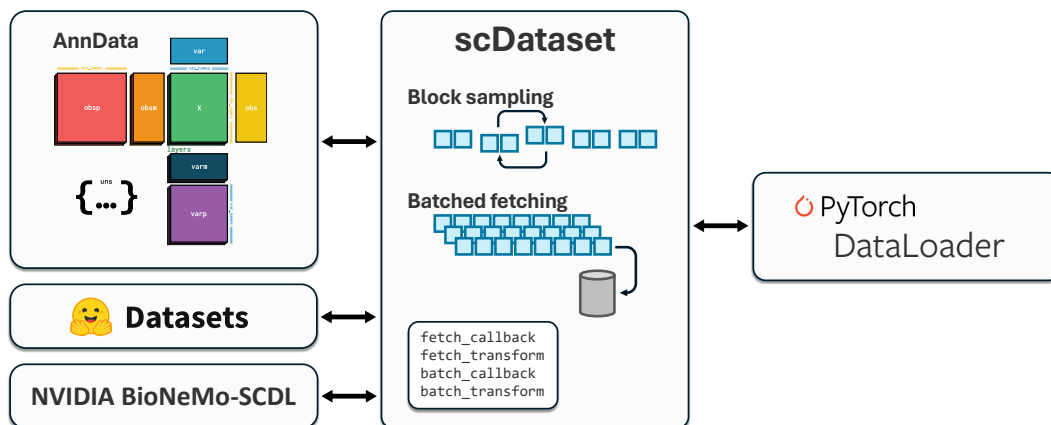 AnnData
var
obsp
obsm
X
obs
layers
varm
uns
{...}
varp
Datasets
NVIDIA BioNeMo-SCDL
scDataset
Block sampling
Batched fetching
fetch_callback
fetch_transform
batch_callback
batch_transform
PyTorch
DataLoader